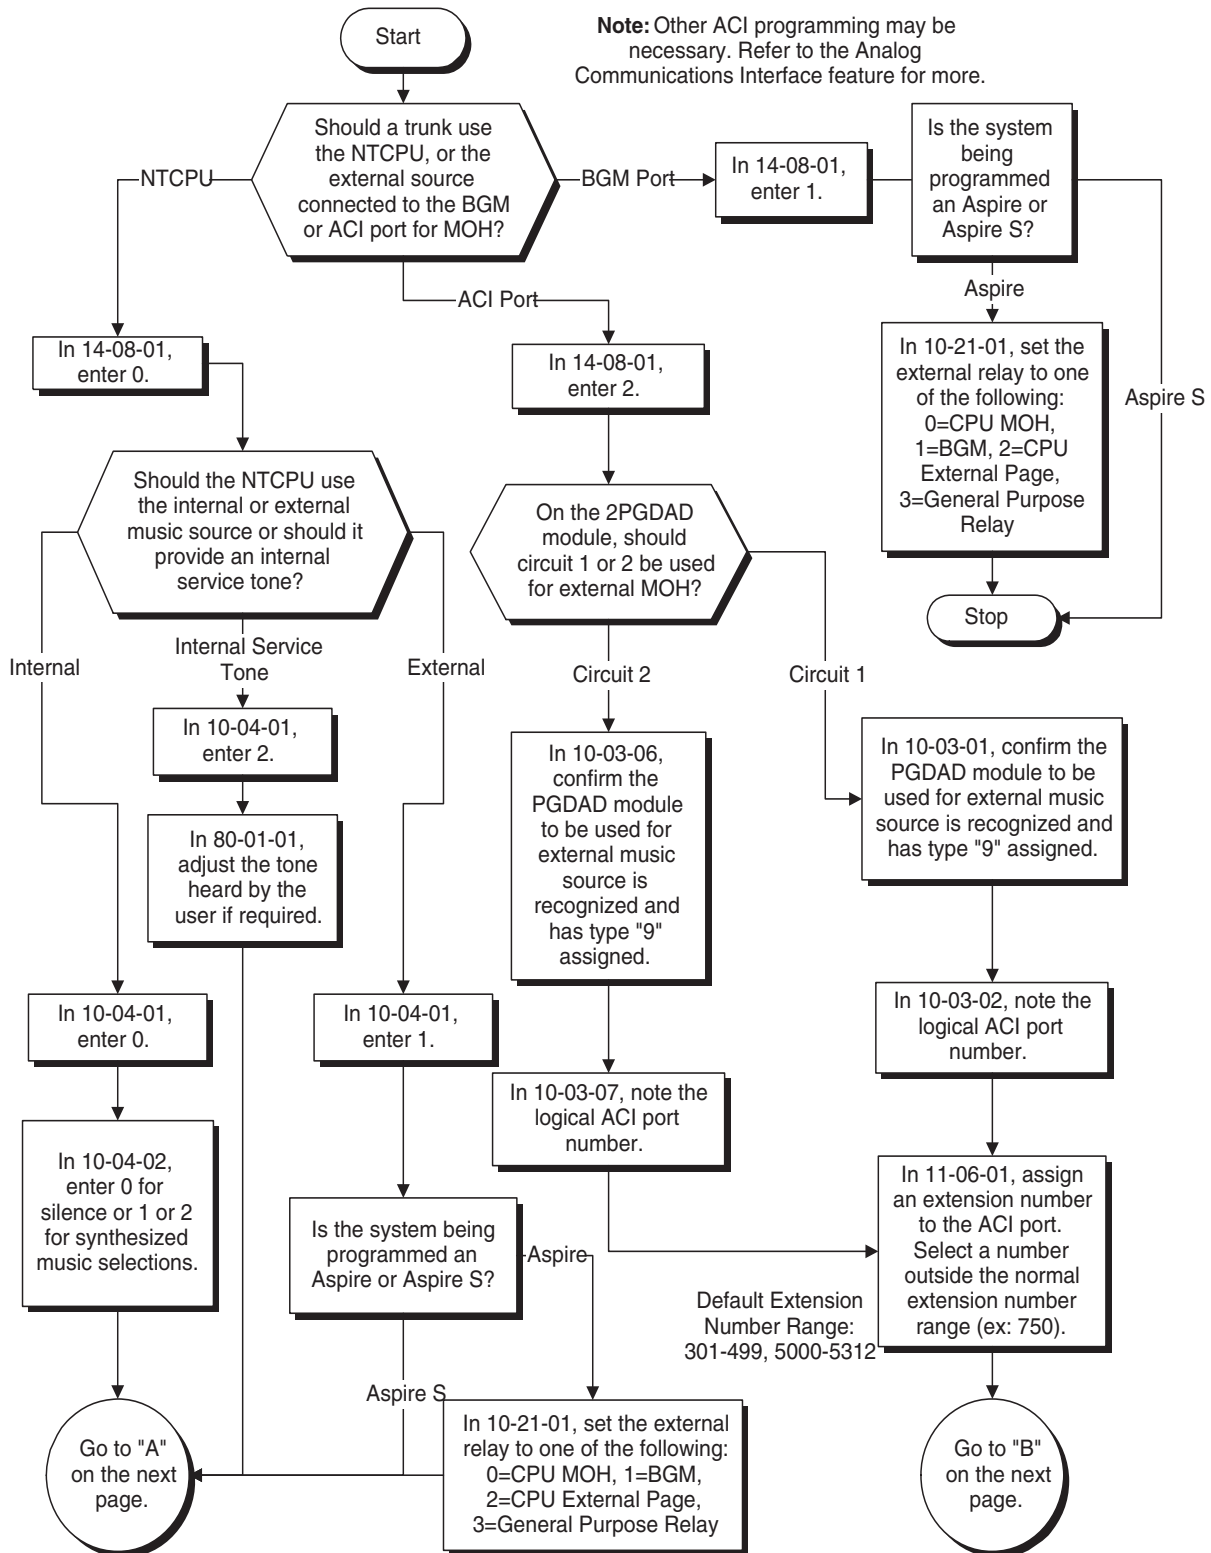 Start
Note: Other ACI programming may be
necessary. Refer to the Analog
Communications Interface feature for more.
Should a trunk use
the NTCPU, or the
external source
connected to the BGM
or ACI port for MOH?
NTCPU
BGM Port
In 14-08-01,
enter 1.
Is the system
being
programmed
an Aspire or
Aspire S?
Aspire
Aspire S
In 10-21-01, set the
external relay to one
of the following:
0=CPU MOH,
1=BGM, 2=CPU
External Page,
3=General Purpose
Relay
Stop
ACI Port
In 14-08-01,
enter 0.
In 14-08-01,
enter 2.
Should the NTCPU use
the internal or external
music source or should it
provide an internal
service tone?
On the 2PGDAD
module, should
circuit 1 or 2 be used
for external MOH?
Internal
Internal Service
Tone
External
Circuit 2
Circuit 1
In 10-04-01,
enter 2.
In 80-01-01,
adjust the tone
heard by the
user if required.
In 10-03-06,
confirm the
PGDAD module
to be used for
external music
source is
recognized and
has type "9"
assigned.
In 10-03-01, confirm the
PGDAD module to be
used for external music
source is recognized and
has type "9" assigned.
In 10-04-01,
enter 0.
In 10-04-01,
enter 1.
In 10-03-02, note the
logical ACI port
number.
In 10-03-07, note the
logical ACI port
number.
In 10-04-02,
enter 0 for
silence or 1 or 2
for synthesized
music selections.
Is the system being
programmed an
Aspire or Aspire S?
Aspire
In 11-06-01, assign
an extension number
to the ACI port.
Select a number
outside the normal
extension number
range (ex: 750).
Default Extension
Number Range:
301-499, 5000-5312
Aspire S
In 10-21-01, set the external
relay to one of the following:
0=CPU MOH, 1=BGM,
2=CPU External Page,
3=General Purpose Relay
Go to "A"
on the next
page.
Go to "B"
on the next
page.